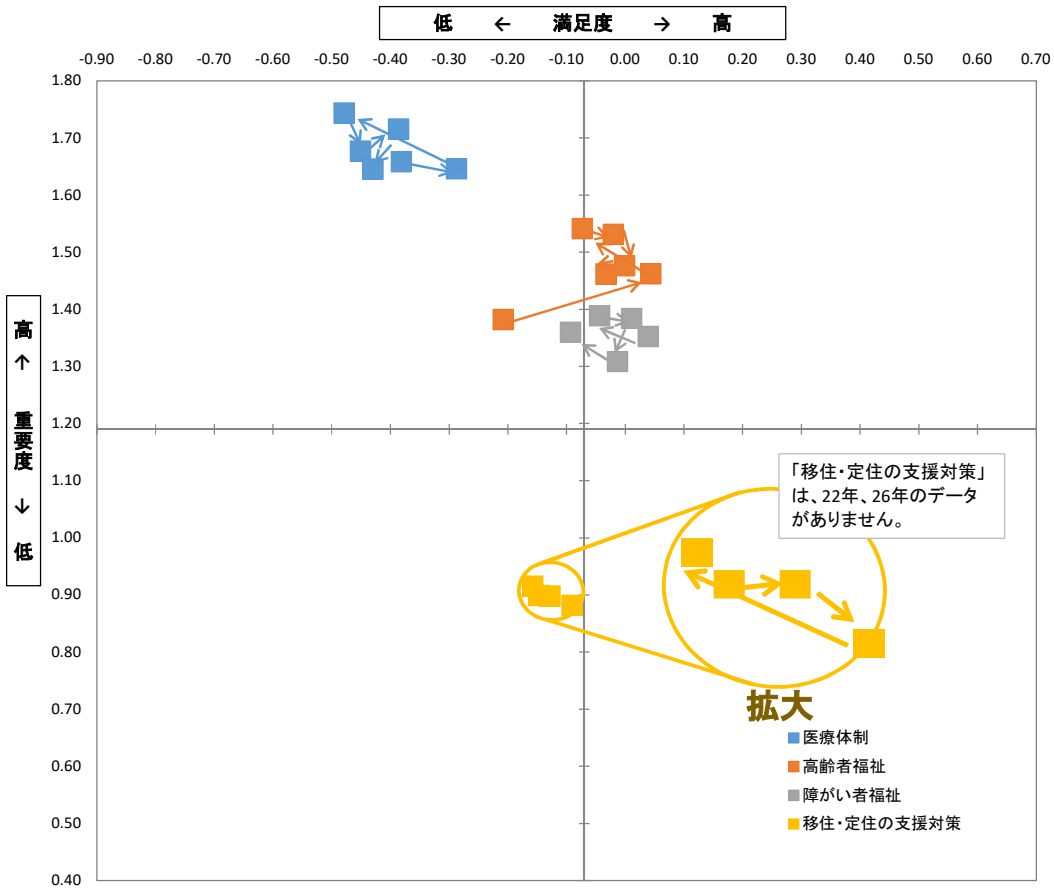 低 ← 満足度 → 高
-0.90 -0.80 -0.70 -0.60 -0.50 -0.40 -0.30 -0.20 -0.10 0.00 0.10 0.20 0.30 0.40 0.50 0.60 0.70
1.80
1.70
1.60
1.50
1.40
1.30
1.20
1.10
1.00
0.90
0.80
0.70
0.60
0.50
0.40
高 ↑ 重要度 ↓ 低
「移住・定住の支援対策」
は、22年、26年のデータ
がありません。
拡大
医療体制
高齢者福祉
障がい者福祉
移住・定住の支援対策